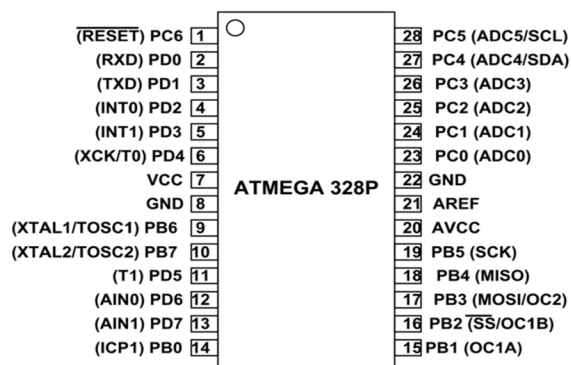 (RESET) PC6 1
(RXD) PD0 2
(TXD) PD1 3
(INT0) PD2 4
(INT1) PD3 5
(XCK/T0) PD4 6
VCC 7
GND 8
(XTAL1/TOSC1) PB6 9
(XTAL2/TOSC2) PB7 10
(T1) PD5 11
(AIN0) PD6 12
(AIN1) PD7 13
(ICP1) PB0 14
ATMEGA 328P
28 PC5 (ADC5/SCL)
27 PC4 (ADC4/SDA)
26 PC3 (ADC3)
25 PC2 (ADC2)
24 PC1 (ADC1)
23 PC0 (ADC0)
22 GND
21 AREF
20 AVCC
19 PB5 (SCK)
18 PB4 (MISO)
17 PB3 (MOSI/OC2)
16 PB2 (SS/OC1B)
15 PB1 (OC1A)